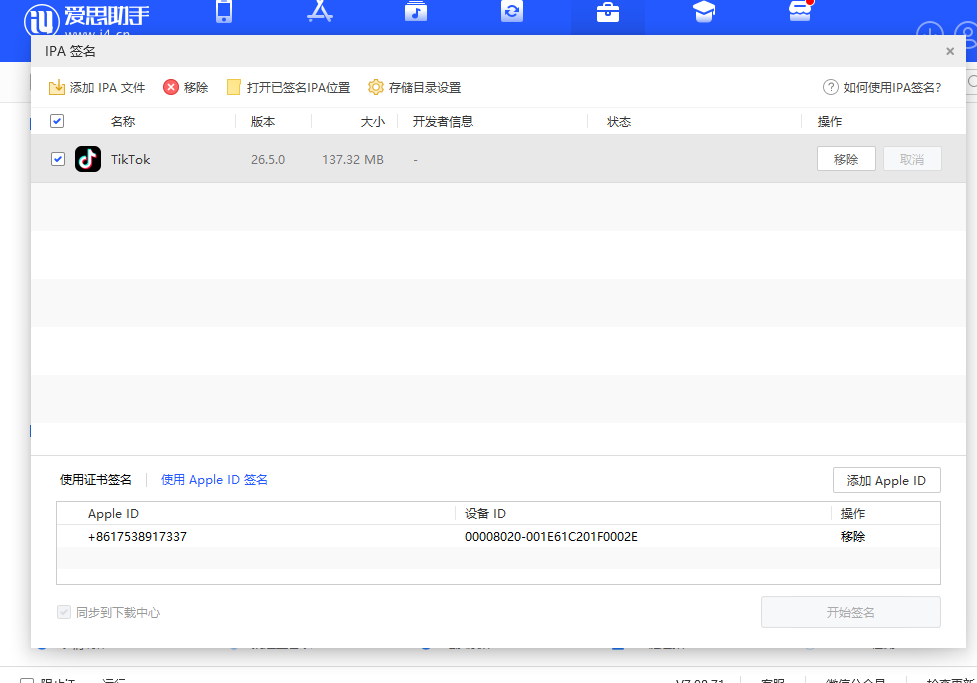 爱思助手
www.i4.cn
IPA 签名
添加 IPA 文件 移除 打开已签名IPA位置 存储目录设置 如何使用IPA签名?
名称 版本 大小 开发者信息 状态 操作
TikTok 26.5.0 137.32 MB - 移除 取消
使用证书签名 使用 Apple ID 签名 添加 Apple ID
Apple ID 设备 ID 操作
+8617538917337 00008020-001E61C201F0002E 移除
同步到下载中心 开始签名